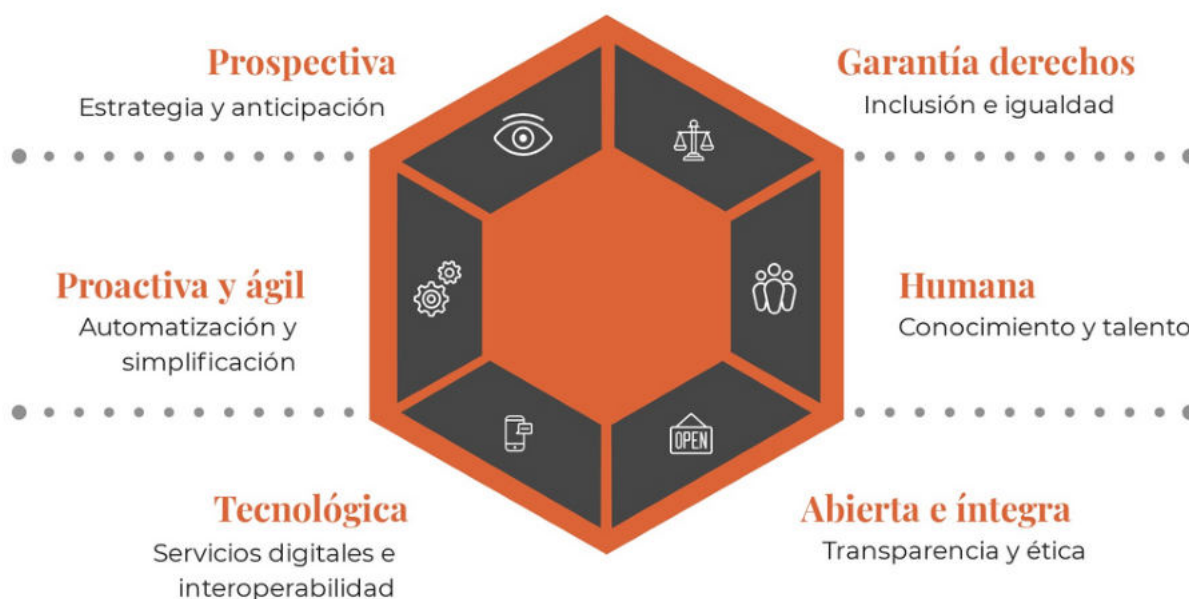 Prospectiva
Estrategia y anticipación
Garantía derechos
Inclusión e igualdad
Proactiva y ágil
Automatización y
simplificación
Humana
Conocimiento y talento
OPEN
Tecnológica
Servicios digitales e
interoperabilidad
Abierta e íntegra
Transparencia y ética